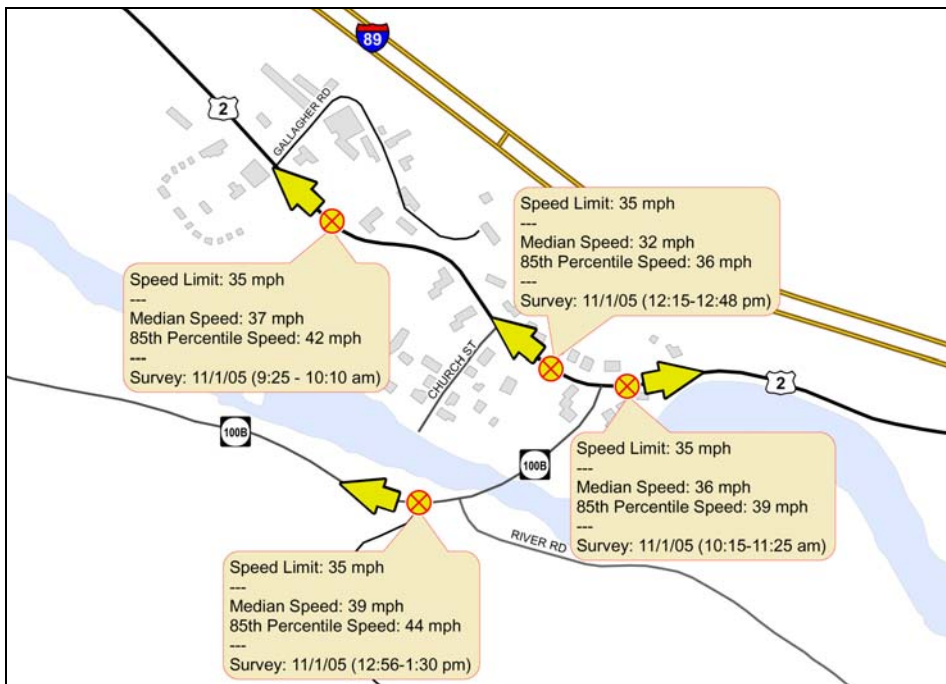 89
2
GALLAGHER RD
Speed Limit: 35 mph
---
Median Speed: 32 mph
85th Percentile Speed: 36 mph
---
Survey: 11/1/05 (12:15-12:48 pm)
Speed Limit: 35 mph
---
Median Speed: 37 mph
85th Percentile Speed: 42 mph
---
Survey: 11/1/05 (9:25 - 10:10 am)
CHURCH ST
2
100B
100B
Speed Limit: 35 mph
---
Median Speed: 36 mph
85th Percentile Speed: 39 mph
---
Survey: 11/1/05 (10:15-11:25 am)
RIVER RD
Speed Limit: 35 mph
---
Median Speed: 39 mph
85th Percentile Speed: 44 mph
---
Survey: 11/1/05 (12:56-1:30 pm)